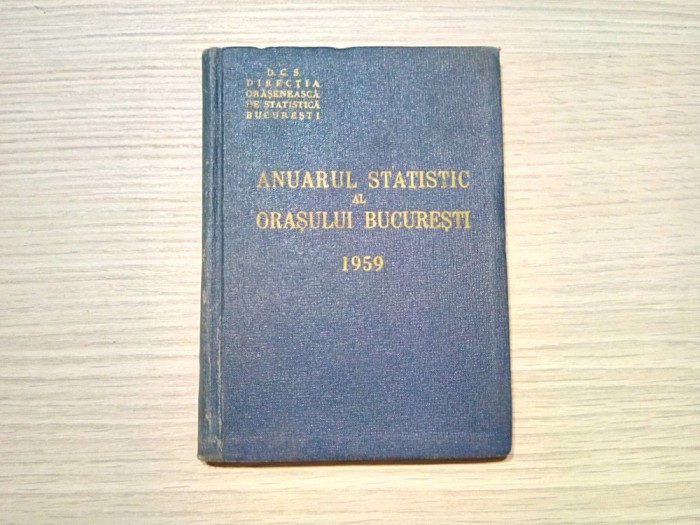 D. C. S.
DIRECȚIA
ORĂȘENEASCĂ
DE STATISTICĂ
BUCUREȘTI
ANUARUL STATISTIC
AL
ORAȘULUI BUCUREȘTI
1959